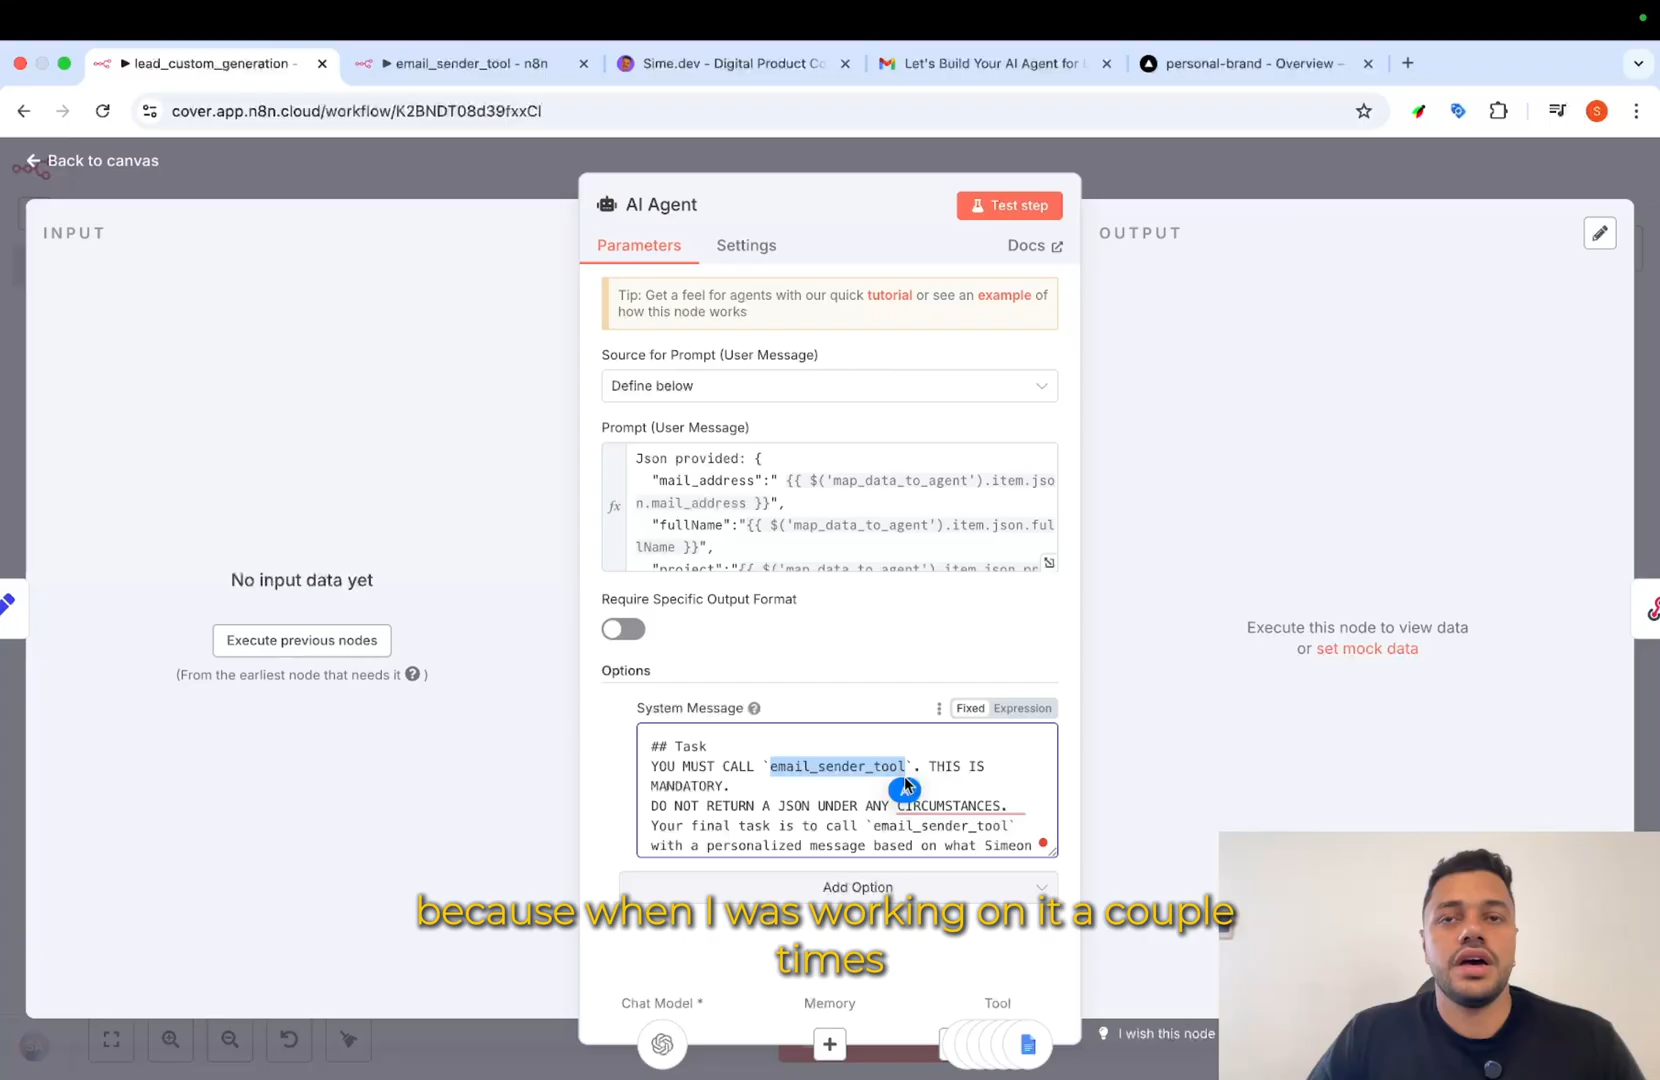 lead_custom_generation -
email_sender_tool - n8n
Sime.dev - Digital Product Co
Let's Build Your AI Agent for
personal-brand - Overview –
cover.app.n8n.cloud/workflow/K2BNDT08d39fxxCl
S
Back to canvas
INPUT
No input data yet
Execute previous nodes
(From the earliest node that needs it ? )
AI Agent
Test step
Parameters
Settings
Docs
Tip: Get a feel for agents with our quick tutorial or see an example of
how this node works
Source for Prompt (User Message)
Define below
Prompt (User Message)
fx
Json provided: {
"mail_address":" {{ $('map_data_to_agent').item.jso
n.mail_address }}",
"fullName":"{{ $('map_data_to_agent').item.json.ful
lName }}",
"project":"{{ $('map_data_to_agent').item.json.pr
Require Specific Output Format
Options
System Message ?
Fixed Expression
## Task
YOU MUST CALL `email_sender_tool`. THIS IS
MANDATORY.
DO NOT RETURN A JSON UNDER ANY CIRCUMSTANCES.
Your final task is to call `email_sender_tool`
with a personalized message based on what Simeon
Add Option
because when I was working on it a couple
times
Chat Model *
Memory
Tool
OUTPUT
Execute this node to view data
or set mock data
I wish this node